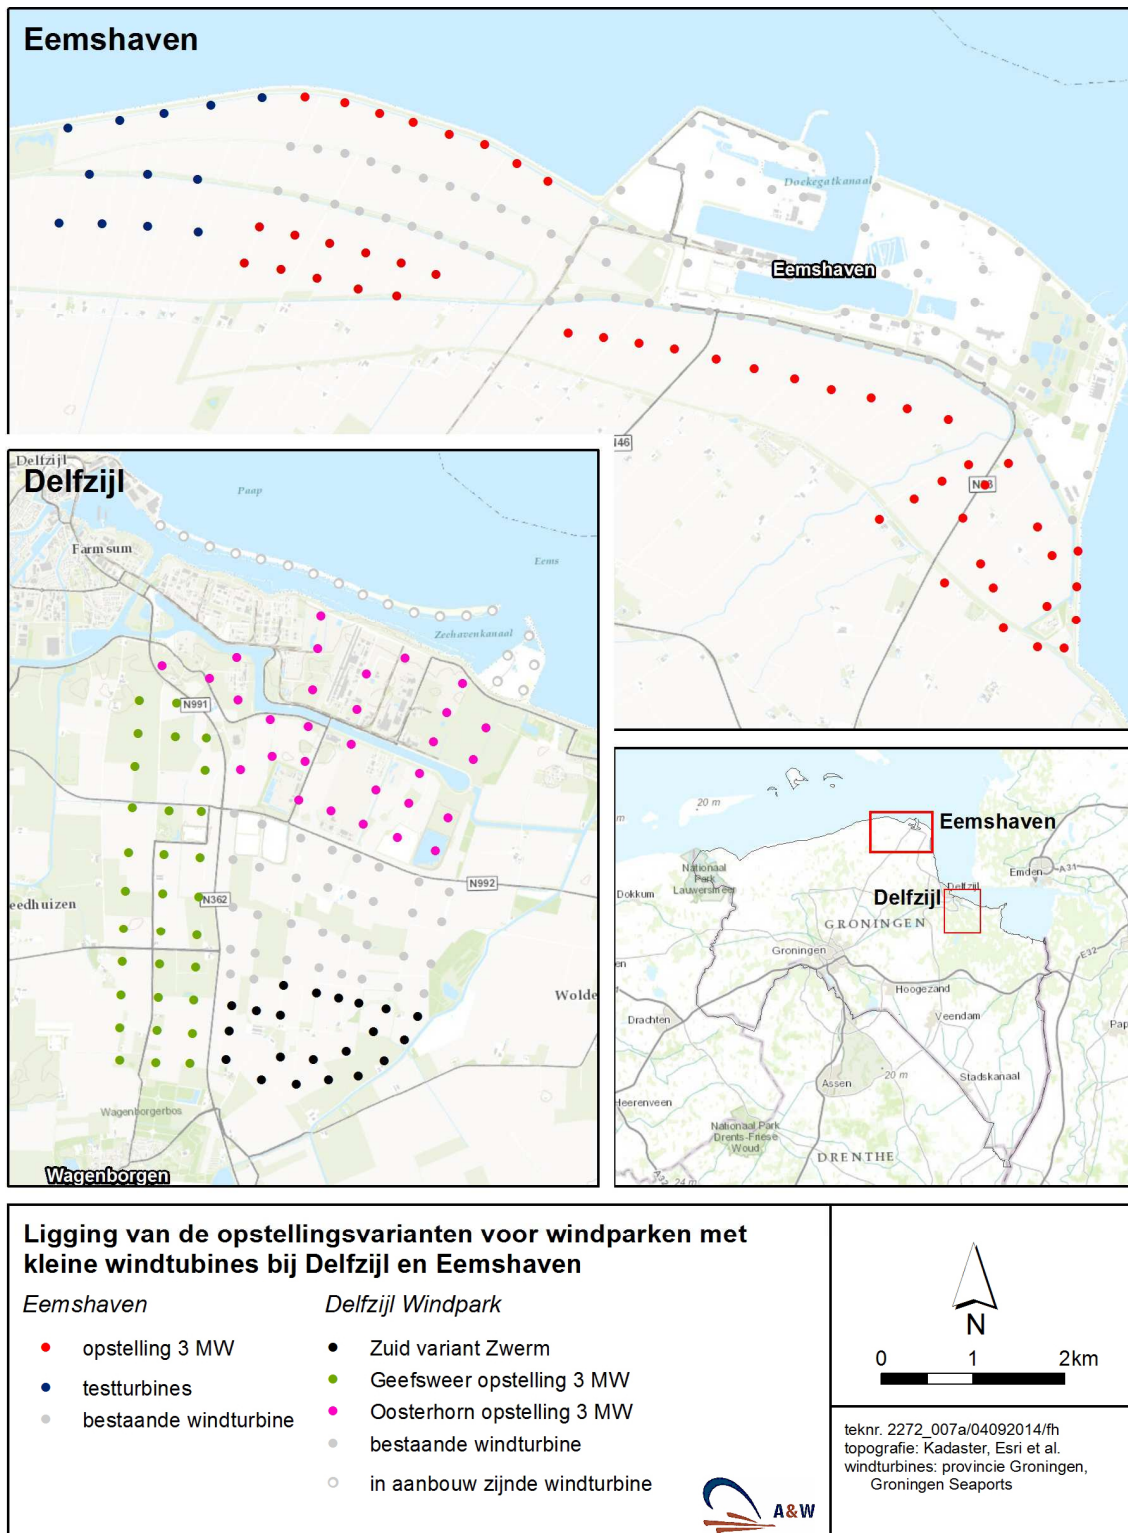 Eemshaven
Doekegatkanaal
Eemshaven
N46
Delfzijl
Delfzijl
Paap
Farmsum
Eems
Zeehavenkanaal
N991
N992
N362
eedhuizen
Wolde
Wagenborgerbos
Wagenborgen
20 m
m
Eemshaven
Nationaal
Park
Lauwersmeer
Emden
A31
Dokkum
Delfzijl
Delfzijl
GRONINGEN
Groningen
E32
en
Hoogezand
Drachten
Veendam
Pap
20 m
Assen
Stadskanaal
Heerenveen
Nationaal Park
Drents-Friese
Woud
DRENTHE
A32
24 m
Ligging van de opstellingsvarianten voor windparken met
kleine windtubines bij Delfzijl en Eemshaven
Eemshaven
opstelling 3 MW
testturbines
bestaande windturbine
Delfzijl Windpark
Zuid variant Zwerm
Geefsweer opstelling 3 MW
Oosterhorn opstelling 3 MW
bestaande windturbine
in aanbouw zijnde windturbine
A&W
N
0 1 2km
teknr. 2272_007a/04092014/fh
topografie: Kadaster, Esri et al.
windturbines: provincie Groningen,
Groningen Seaports